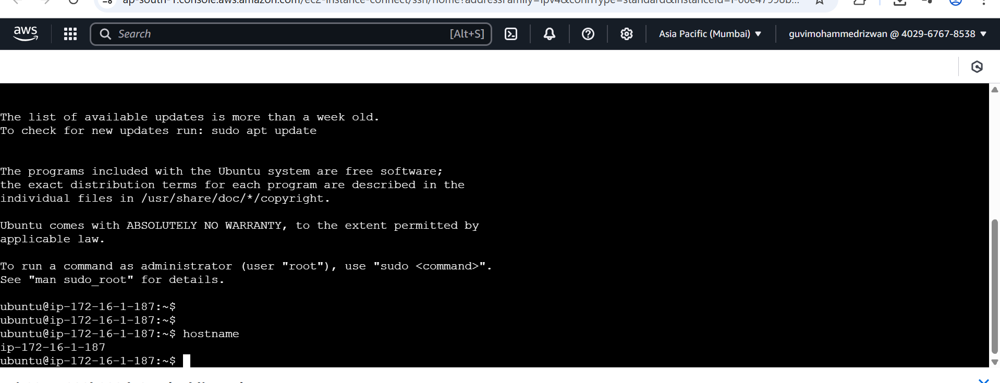 aws
Search
[Alt+S]
Asia Pacific (Mumbai)
guvimohammedrizwan @ 4029-6767-8538
The list of available updates is more than a week old.
To check for new updates run: sudo apt update
The programs included with the Ubuntu system are free software;
the exact distribution terms for each program are described in the
individual files in /usr/share/doc/*/copyright.
Ubuntu comes with ABSOLUTELY NO WARRANTY, to the extent permitted by
applicable law.
To run a command as administrator (user "root"), use "sudo <command>".
See "man sudo_root" for details.
ubuntu@ip-172-16-1-187:~$
ubuntu@ip-172-16-1-187:~$
ubuntu@ip-172-16-1-187:~$ hostname
ip-172-16-1-187
ubuntu@ip-172-16-1-187:~$